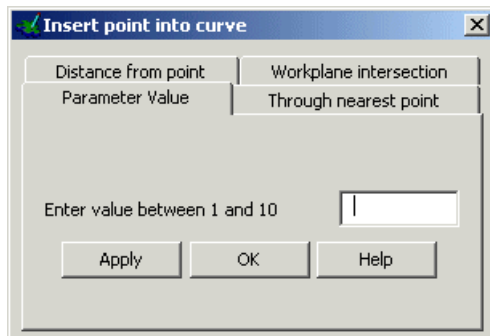 Insert point into curve
Distance from point Workplane intersection
Parameter Value Through nearest point
Enter value between 1 and 10
Apply OK Help